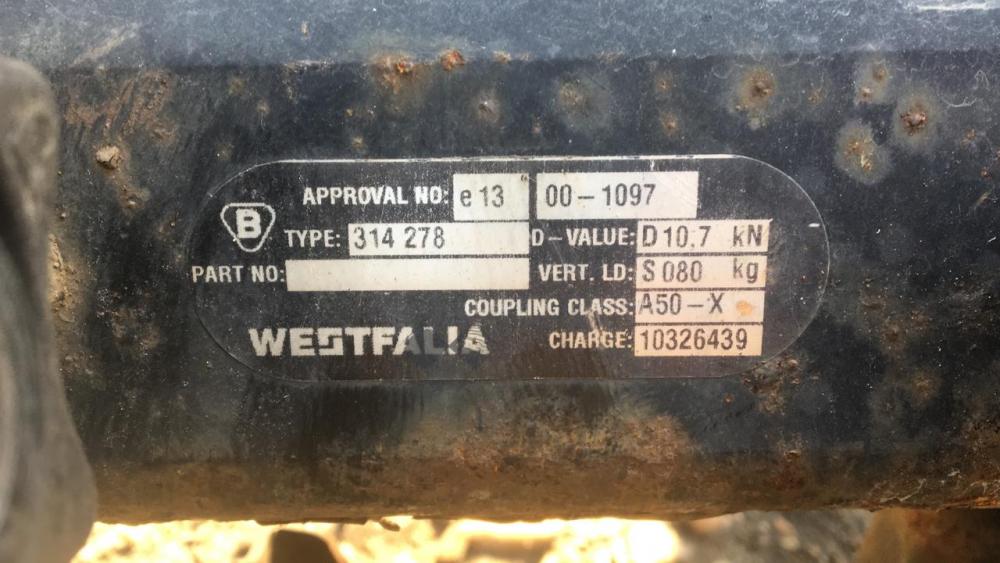 APPROVAL NO: e 13 00-1097
B
TYPE: 314 278 D-VALUE: D 10,7 kN
PART NO: VERT. LD: S 080 kg
COUPLING CLASS: A50-X
WESTFALIA CHARGE: 10326439